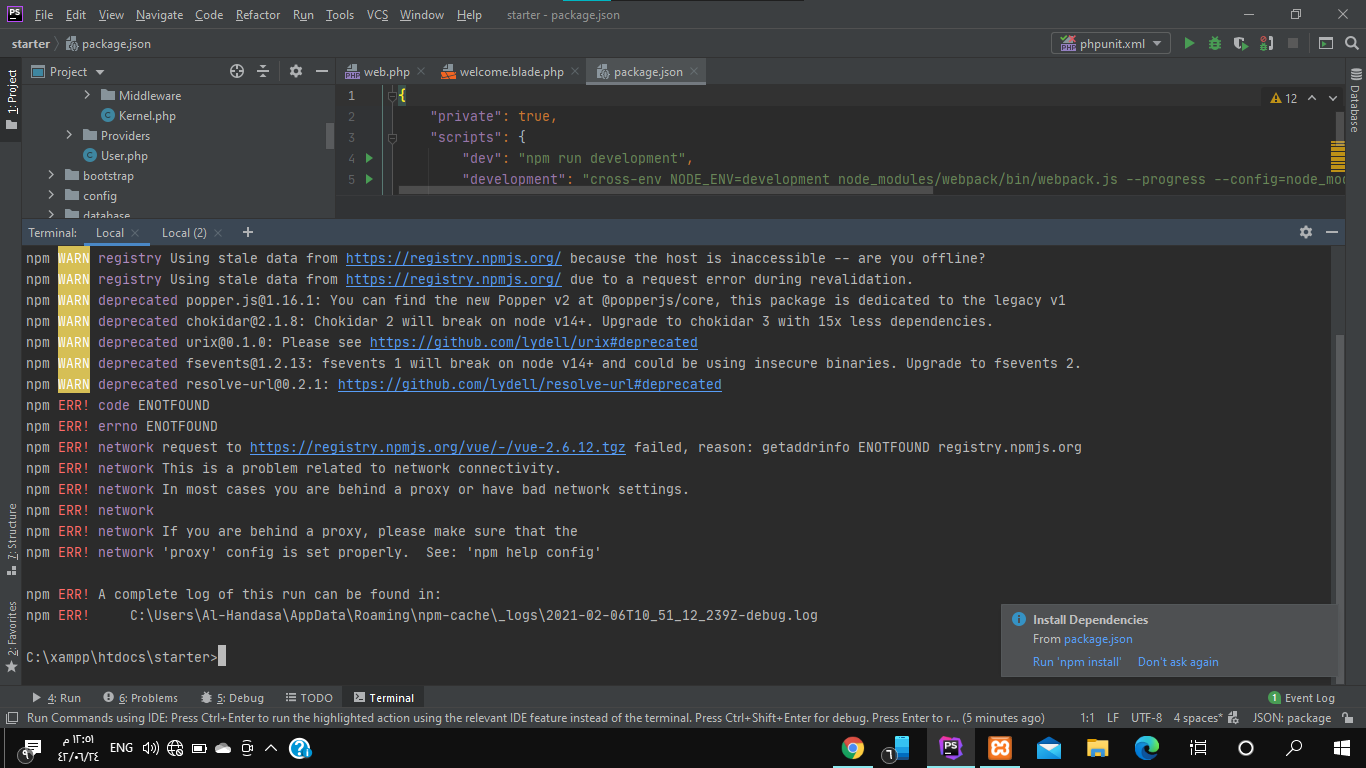 File Edit View Navigate Code Refactor Run Tools VCS Window Help starter - package.json
starter package.json phpunit.xml
1: Project
Project
web.php welcome.blade.php package.json
Middleware
Kernel.php
Providers
User.php
bootstrap
config
database
1 {
2 "private": true,
3 "scripts": {
4 "dev": "npm run development",
5 "development": "cross-env NODE_ENV=development node_modules/webpack/bin/webpack.js --progress --config=node_mod
12
Database
Terminal: Local Local (2) +
npm WARN registry Using stale data from https://registry.npmjs.org/ because the host is inaccessible -- are you offline?
npm WARN registry Using stale data from https://registry.npmjs.org/ due to a request error during revalidation.
npm WARN deprecated popper.js@1.16.1: You can find the new Popper v2 at @popperjs/core, this package is dedicated to the legacy v1
npm WARN deprecated chokidar@2.1.8: Chokidar 2 will break on node v14+. Upgrade to chokidar 3 with 15x less dependencies.
npm WARN deprecated urix@0.1.0: Please see https://github.com/lydell/urix#deprecated
npm WARN deprecated fsevents@1.2.13: fsevents 1 will break on node v14+ and could be using insecure binaries. Upgrade to fsevents 2.
npm WARN deprecated resolve-url@0.2.1: https://github.com/lydell/resolve-url#deprecated
npm ERR! code ENOTFOUND
npm ERR! errno ENOTFOUND
npm ERR! network request to https://registry.npmjs.org/vue/-/vue-2.6.12.tgz failed, reason: getaddrinfo ENOTFOUND registry.npmjs.org
npm ERR! network This is a problem related to network connectivity.
npm ERR! network In most cases you are behind a proxy or have bad network settings.
npm ERR! network
npm ERR! network If you are behind a proxy, please make sure that the
npm ERR! network 'proxy' config is set properly.  See: 'npm help config'
npm ERR! A complete log of this run can be found in:
npm ERR!     C:\Users\Al-Handasa\AppData\Roaming\npm-cache\_logs\2021-02-06T10_51_12_239Z-debug.log
C:\xampp\htdocs\starter>
7: Structure
2: Favorites
Install Dependencies
From package.json
Run 'npm install' Don't ask again
4: Run 6: Problems 5: Debug TODO Terminal 1 Event Log
Run Commands using IDE: Press Ctrl+Enter to run the highlighted action using the relevant IDE feature instead of the terminal. Press Ctrl+Shift+Enter for debug. Press Enter to r... (5 minutes ago) 1:1 LF UTF-8 4 spaces* JSON: package
١٢:٥١ م
٤٢/٠٦/٢٤
ENG